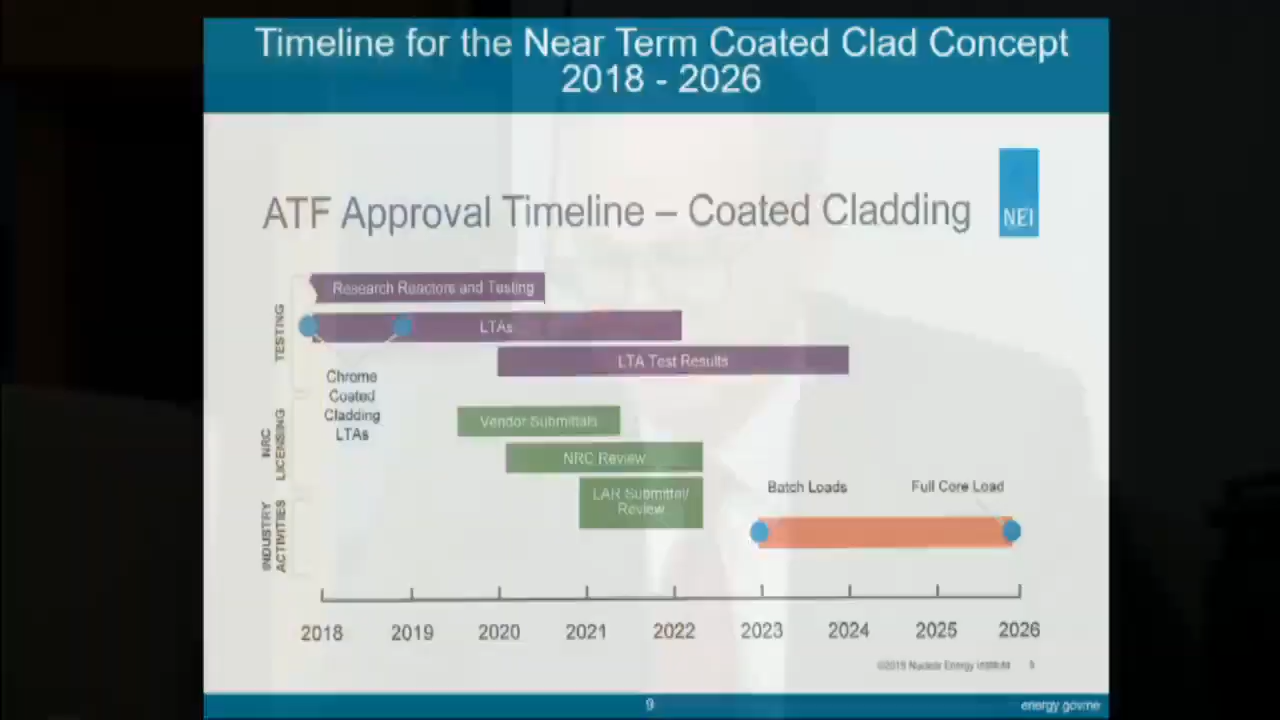 Timeline for the Near Term Coated Clad Concept
2018 - 2026
ATF Approval Timeline – Coated Cladding
NEI
TESTING
Research Reactors and Testing
LTAs
LTA Test Results
Chrome
Coated
Cladding
LTAs
NRC
LICENSING
Vendor Submittals
NRC Review
LAR Submittal/
Review
INDUSTRY
ACTIVITIES
Batch Loads
Full Core Load
2018 2019 2020 2021 2022 2023 2024 2025 2026
Nuclear Energy Institute
9
energy.gov/ne